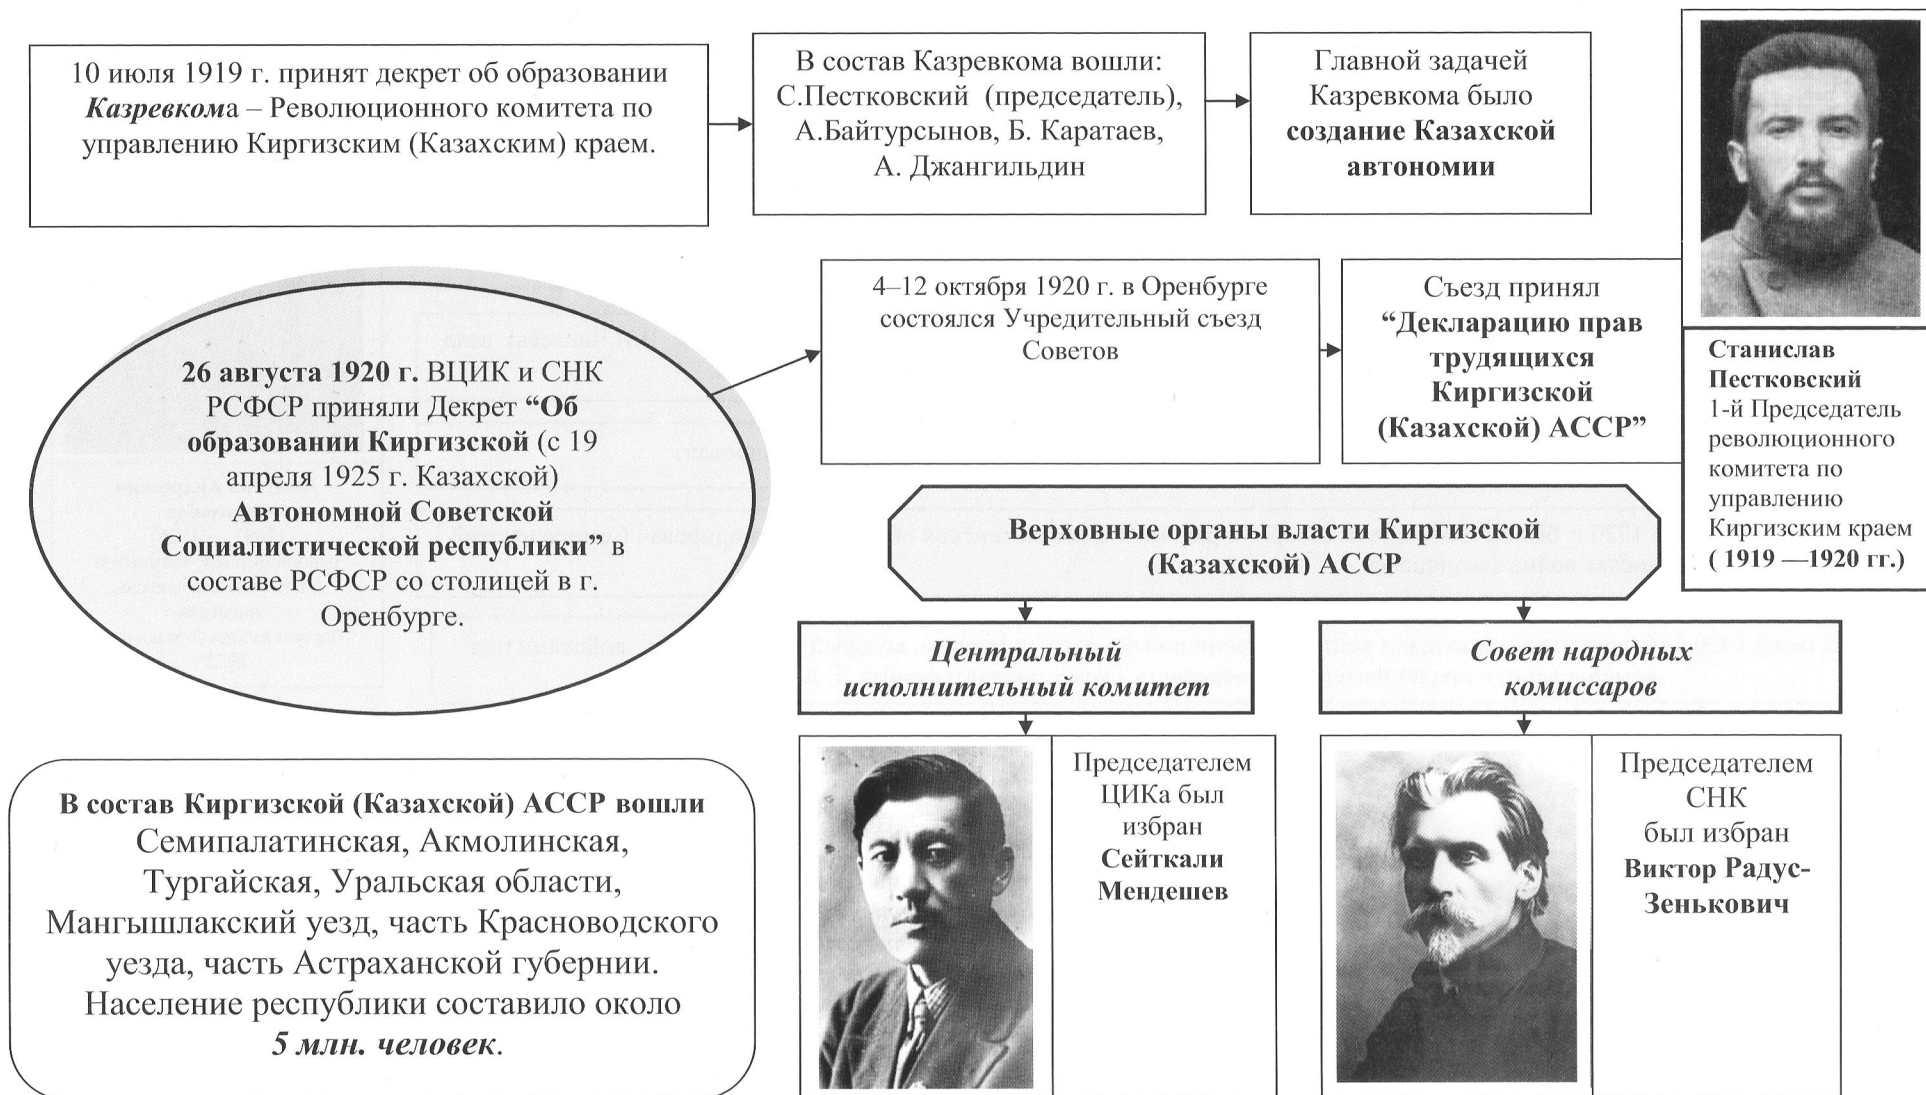 10 июля 1919 г. принят декрет об образовании
Казревкома – Революционного комитета по
управлению Киргизским (Казахским) краем.
В состав Казревкома вошли:
С.Пестковский (председатель),
А.Байтурсынов, Б. Каратаев,
А. Джангильдин
Главной задачей
Казревкома было
создание Казахской
автономии
26 августа 1920 г. ВЦИК и СНК
РСФСР приняли Декрет “Об
образовании Киргизской (с 19
апреля 1925 г. Казахской)
Автономной Советской
Социалистической республики” в
составе РСФСР со столицей в г.
Оренбурге.
4–12 октября 1920 г. в Оренбурге
состоялся Учредительный съезд
Советов
Съезд принял
“Декларацию прав
трудящихся
Киргизской
(Казахской) АССР”
Станислав
Пестковский
1-й Председатель
революционного
комитета по
управлению
Киргизским краем
( 1919 —1920 гг.)
Верховные органы власти Киргизской
(Казахской) АССР
Центральный
исполнительный комитет
Совет народных
комиссаров
Председателем
ЦИКа был
избран
Сейткали
Мендешев
Председателем
СНК
был избран
Виктор Радус-
Зенькович
В состав Киргизской (Казахской) АССР вошли
Семипалатинская, Акмолинская,
Тургайская, Уральская области,
Мангышлакский уезд, часть Красноводского
уезда, часть Астраханской губернии.
Население республики составило около
5 млн. человек.